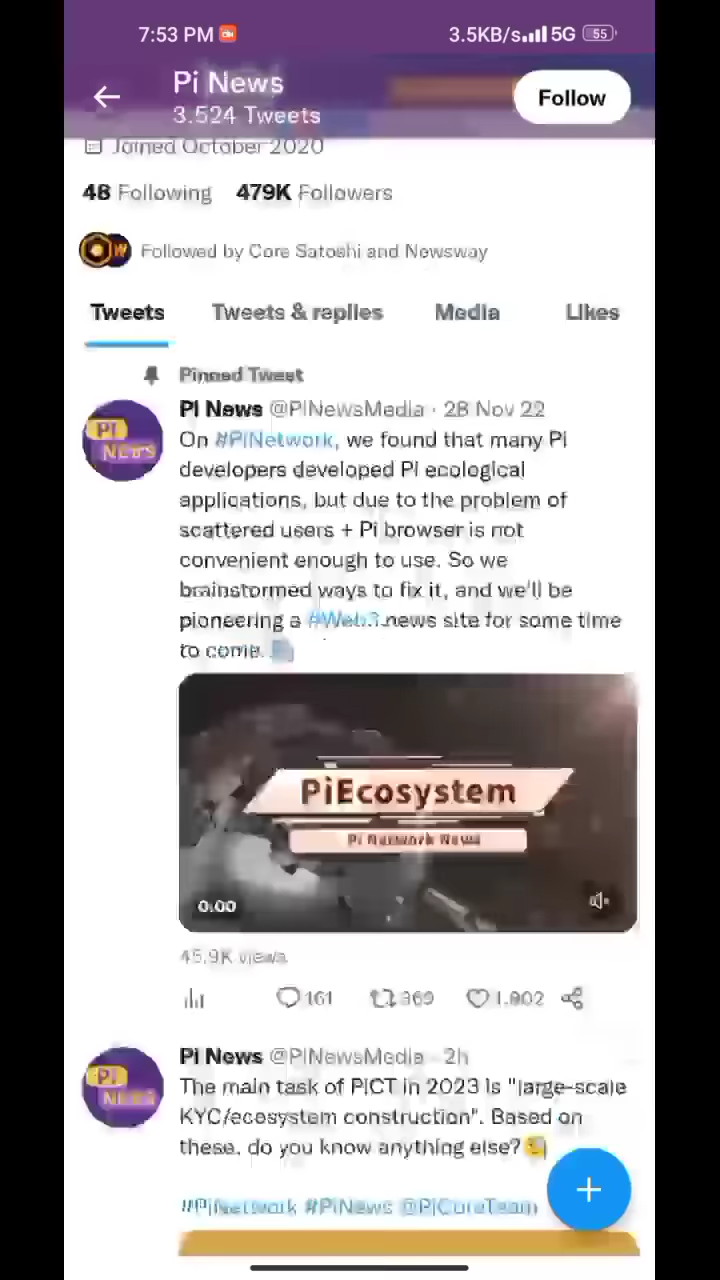 7:53 PM 3.5KB/s 5G 55
Pi News
3.524 Tweets
Follow
Joined October 2020
48 Following 479K Followers
Followed by Core Satoshi and Newsway
Tweets Tweets & replies Media Likes
Pinned Tweet
Pi News @PiNewsMedia · 28 Nov 22
On #PiNetwork, we found that many Pi
developers developed Pi ecological
applications, but due to the problem of
scattered users + Pi browser is not
convenient enough to use. So we
brainstormed ways to fix it, and we'll be
pioneering a #Web3 news site for some time
to come.
PiEcosystem
Pi Network News
0:00
45.9K views
161 369 1.902
Pi News @PiNewsMedia · 2h
The main task of PiCT in 2023 is "large-scale
KYC/ecosystem construction". Based on
these, do you know anything else?
#PiNetwork #PiNews @PiCoreTeam
PI
NEWS
PI
NEWS